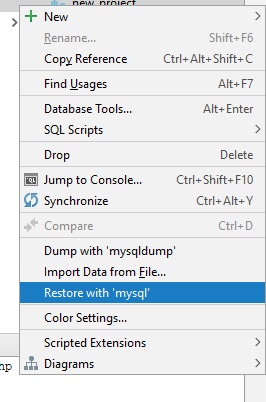 new_project
New
Rename... Shift+F6
Copy Reference Ctrl+Alt+Shift+C
Find Usages Alt+F7
Database Tools... Alt+Enter
SQL Scripts
Drop Delete
Jump to Console... Ctrl+Shift+F10
Synchronize Ctrl+Alt+Y
Compare Ctrl+D
Dump with 'mysqldump'
Import Data from File...
Restore with 'mysql'
Color Settings...
Scripted Extensions
hp
Diagrams